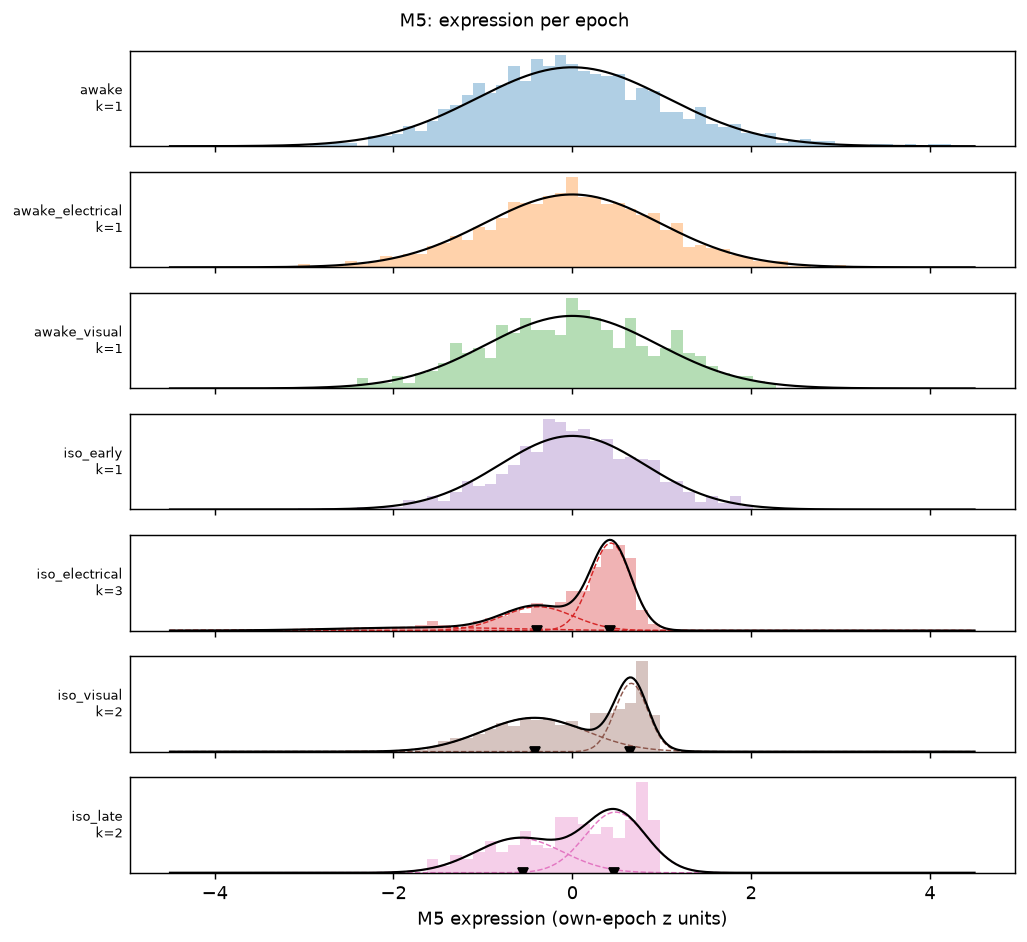 M5: expression per epoch
awake
k=1
awake_electrical
k=1
awake_visual
k=1
iso_early
k=1
iso_electrical
k=3
iso_visual
k=2
iso_late
k=2
−4 −2 0 2 4
M5 expression (own-epoch z units)